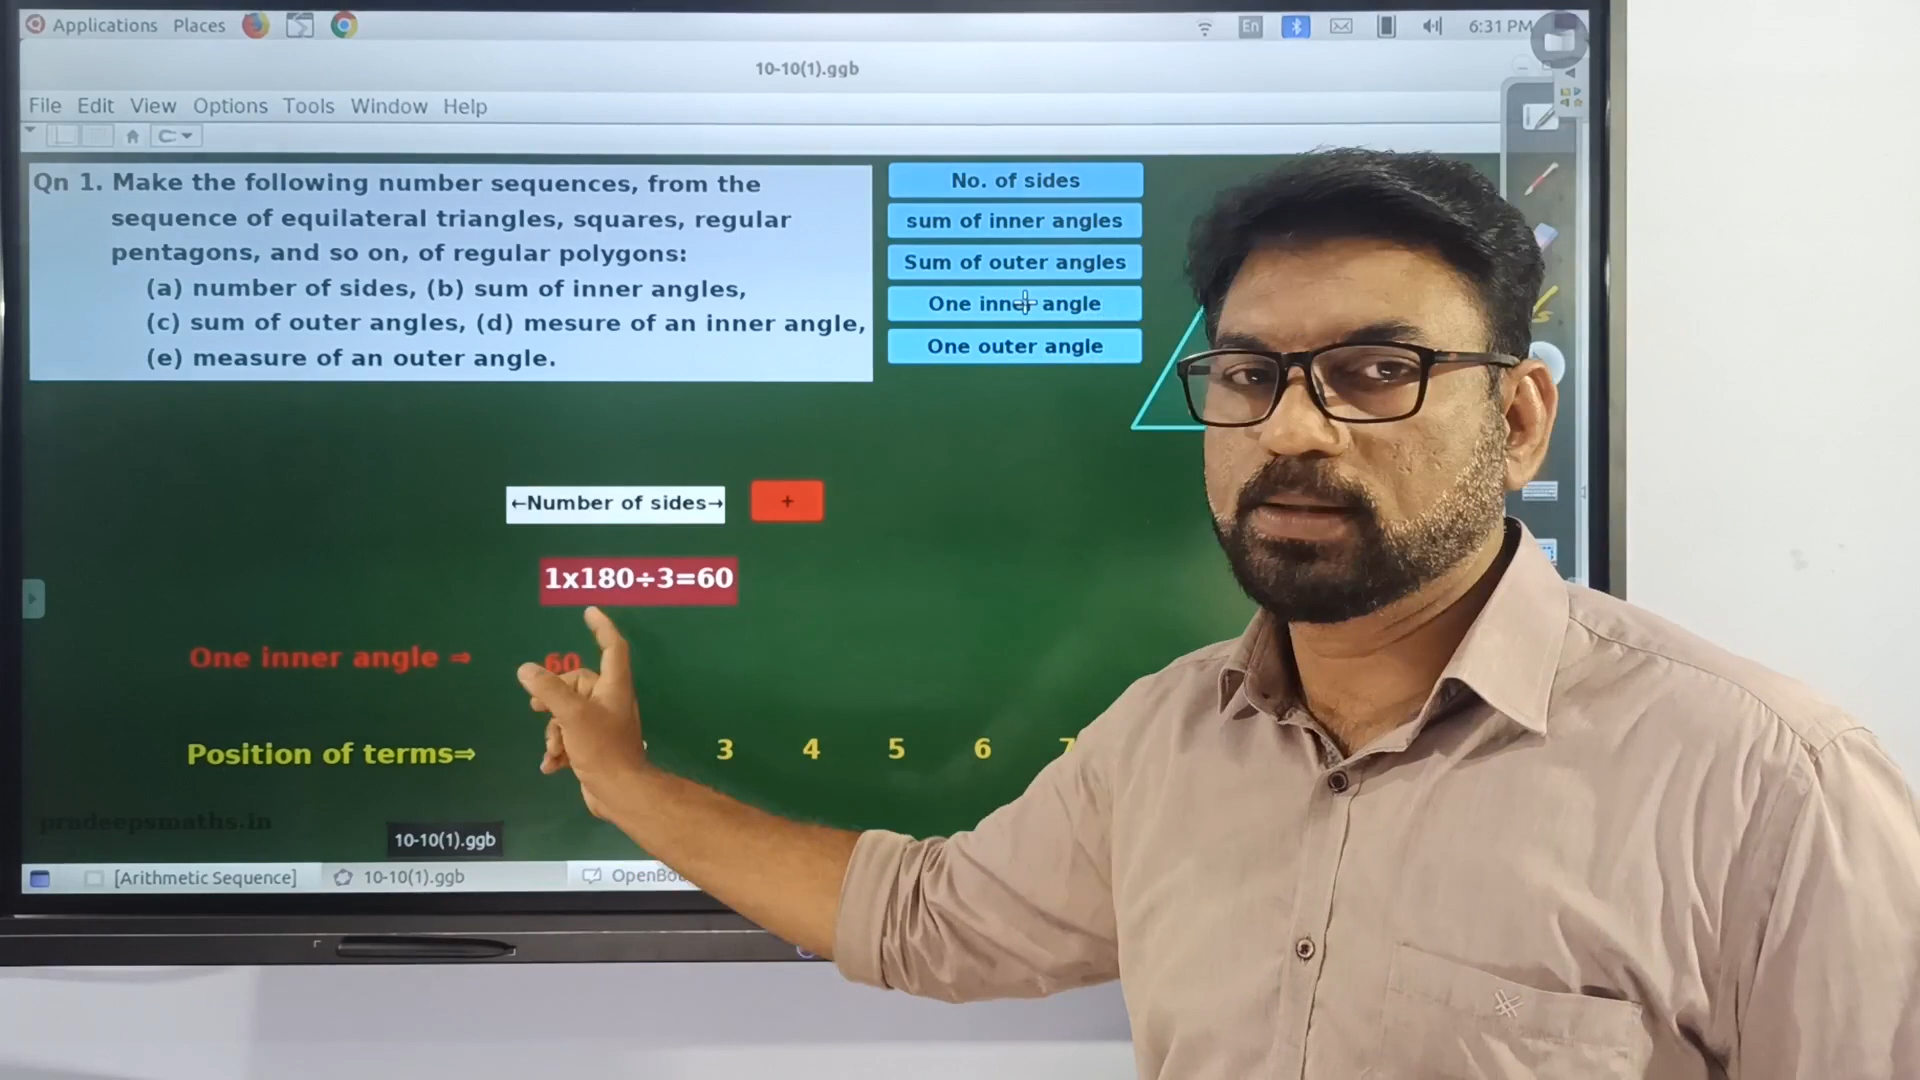 Applications Places En 6:31 PM
10-10(1).ggb
File Edit View Options Tools Window Help
Qn 1. Make the following number sequences, from the
sequence of equilateral triangles, squares, regular
pentagons, and so on, of regular polygons:
(a) number of sides, (b) sum of inner angles,
(c) sum of outer angles, (d) mesure of an inner angle,
(e) measure of an outer angle.
No. of sides
sum of inner angles
Sum of outer angles
One inner angle
One outer angle
←Number of sides→ +
1x180÷3=60
One inner angle ⇒ 60
Position of terms⇒ 3 4 5 6 7
pradeepsmaths.in
10-10(1).ggb
[Arithmetic Sequence] 10-10(1).ggb